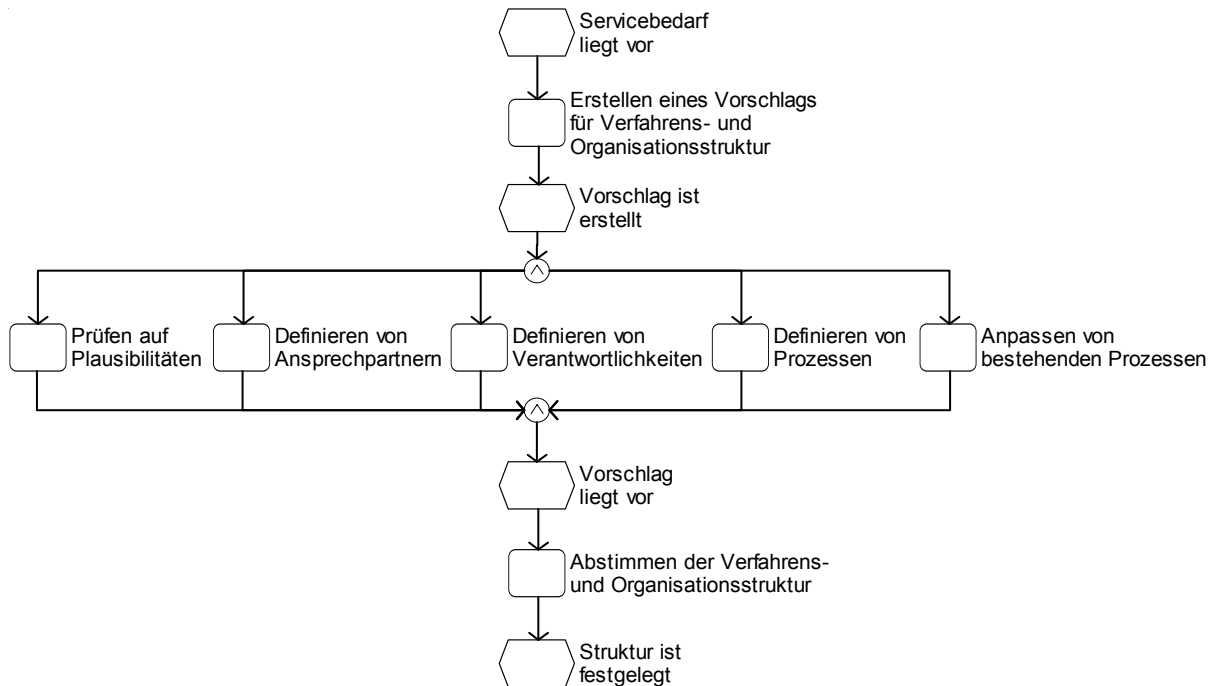 Servicebedarf
liegt vor
Erstellen eines Vorschlags
für Verfahrens- und
Organisationsstruktur
Vorschlag ist
erstellt
Prüfen auf
Plausibilitäten
Definieren von
Ansprechpartnern
Definieren von
Verantwortlichkeiten
Definieren von
Prozessen
Anpassen von
bestehenden Prozessen
Vorschlag
liegt vor
Abstimmen der Verfahrens-
und Organisationsstruktur
Struktur ist
festgelegt